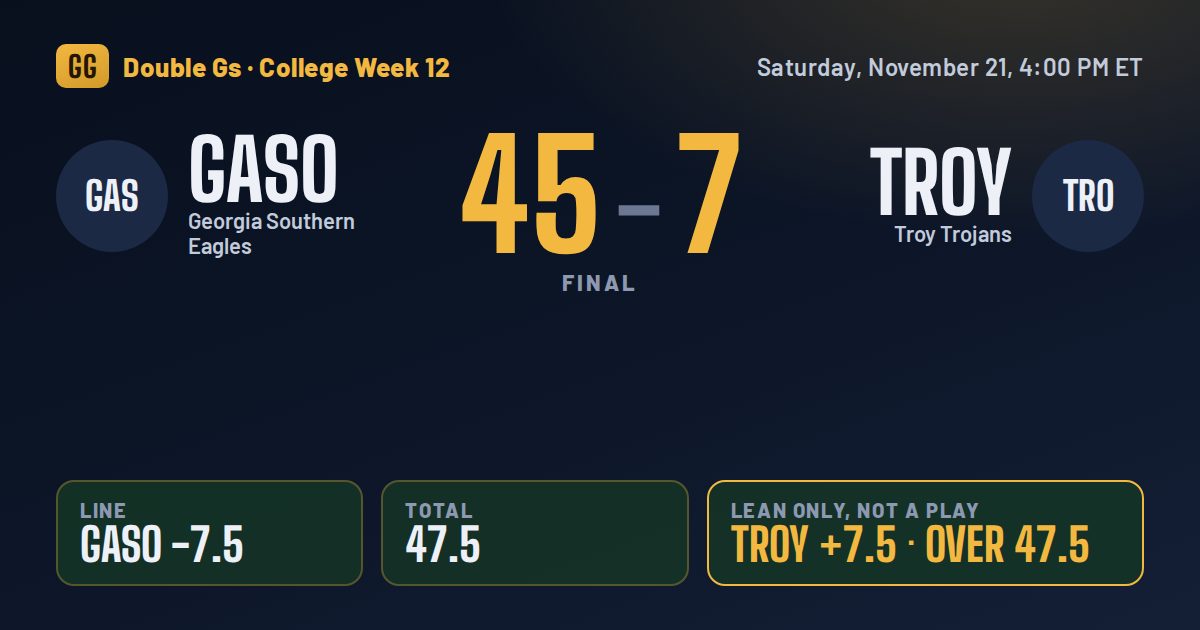 GG Double Gs · College Week 12
Saturday, November 21, 4:00 PM ET
GAS
GASO
Georgia Southern
Eagles
45 – 7
FINAL
TROY
Troy Trojans
TRO
LINE
GASO −7.5
TOTAL
47.5
LEAN ONLY, NOT A PLAY
TROY +7.5 · OVER 47.5